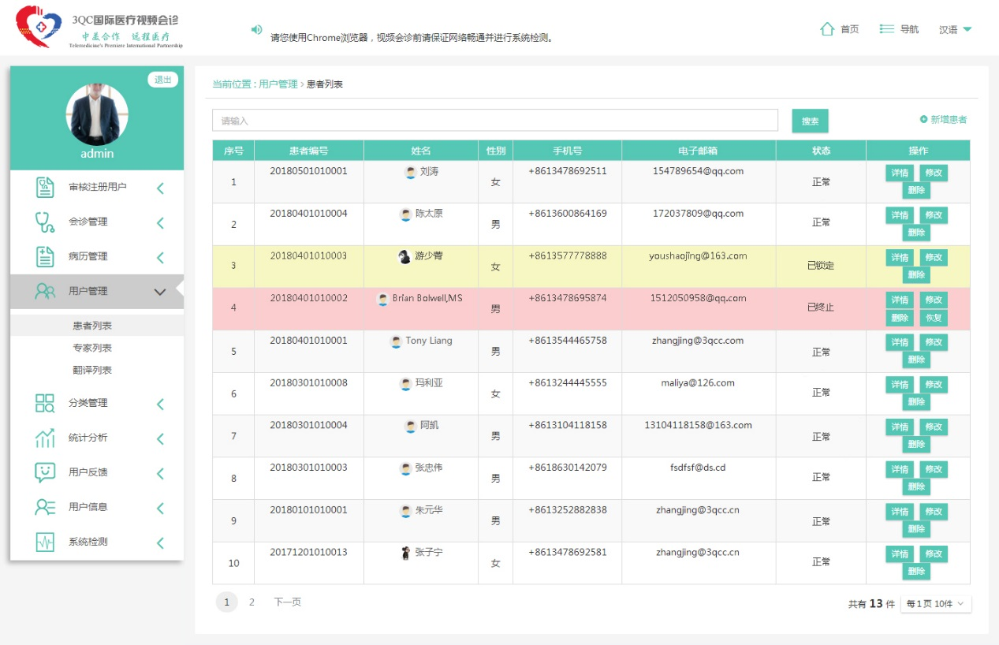 3QC国际医疗视频会诊
中美合作 远程医疗
Telemedicine's Premiere International Partnership
请您使用Chrome浏览器，视频会诊前请保证网络畅通并进行系统检测。
首页 导航 汉语
退出
admin
审核注册用户
会诊管理
病历管理
用户管理
患者列表
专家列表
翻译列表
分类管理
统计分析
用户反馈
用户信息
系统检测
当前位置 : 用户管理 › 患者列表
请输入 搜索 新增患者
序号 患者编号 姓名 性别 手机号 电子邮箱 状态 操作
1 20180501010001 刘涛 女 +8613478692511 154789654@qq.com 正常 详情 修改
删除
2 20180401010004 陈太原 男 +8613600864169 172037809@qq.com 正常 详情 修改
删除
3 20180401010003 游少菁 女 +8613577778888 youshaojing@163.com 已锁定 详情 修改
删除
4 20180401010002 Brian Bolwell,MS 男 +8613478695874 1512050958@qq.com 已终止 详情 修改
删除 恢复
5 20180401010001 Tony Liang 男 +8613544465758 zhangjing@3qcc.com 正常 详情 修改
删除
6 20180301010008 玛利亚 女 +8613244445555 maliya@126.com 正常 详情 修改
删除
7 20180301010004 阿凯 男 +8613104118158 13104118158@163.com 正常 详情 修改
删除
8 20180301010003 张忠伟 男 +8618630142079 fsdfsf@ds.cd 正常 详情 修改
删除
9 20180101010001 朱元华 男 +8613252882838 zhangjing@3qcc.cn 正常 详情 修改
删除
10 20171201010013 张子宁 女 +8613478692581 zhangjing@3qcc.cn 正常 详情 修改
删除
1 2 下一页 共有 13 件 每1页 10件